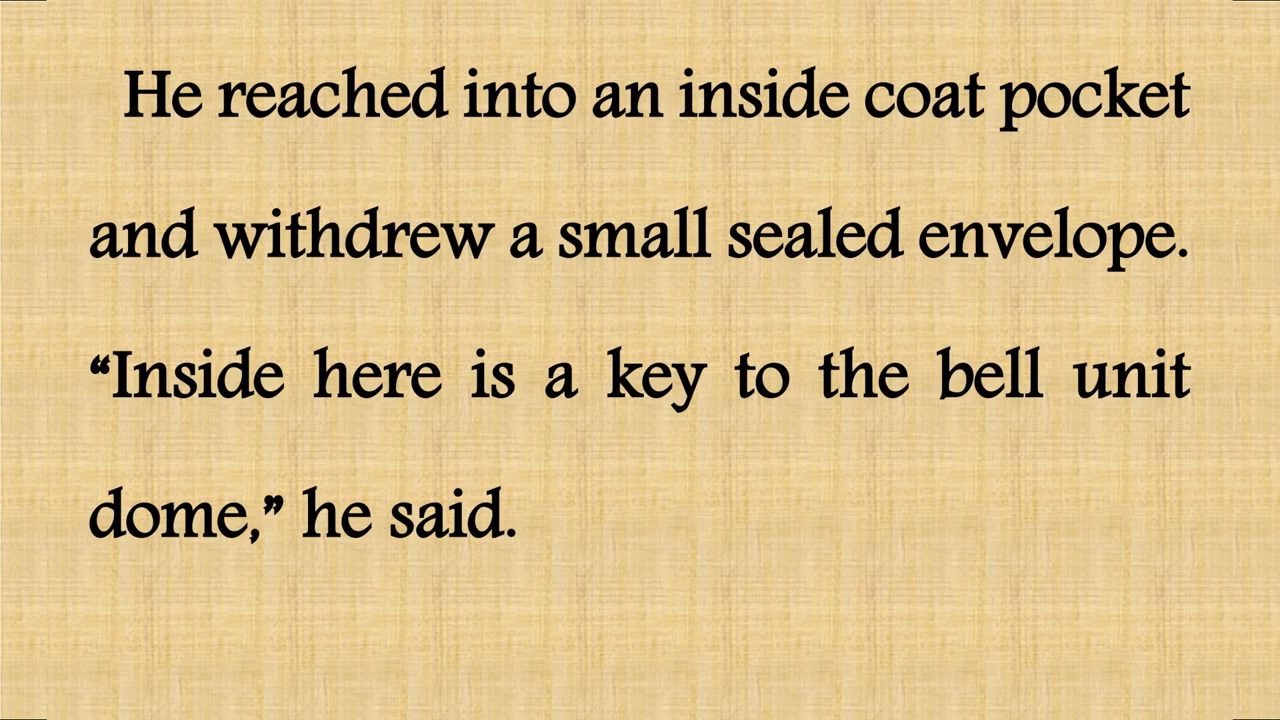 He reached into an inside coat pocket
and withdrew a small sealed envelope.
“Inside here is a key to the bell unit
dome,” he said.